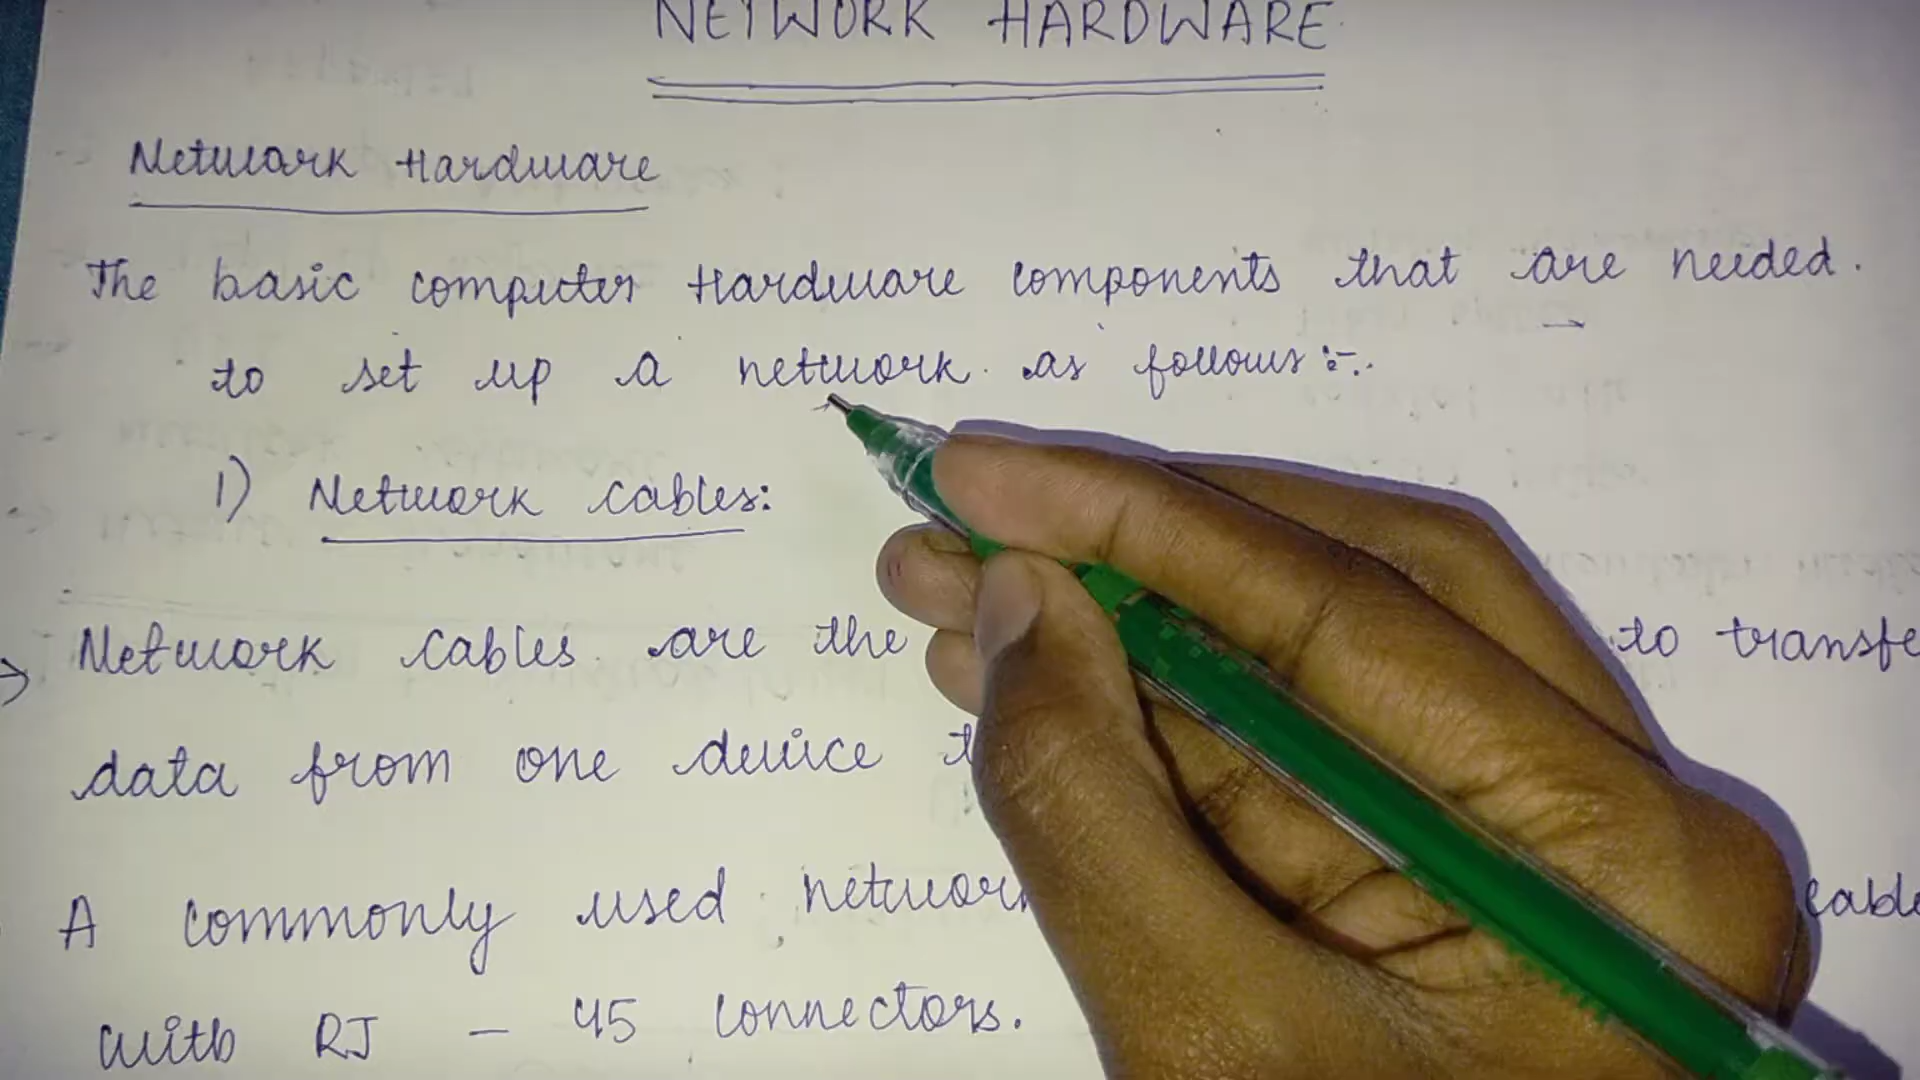 NETWORK HARDWARE
Network Hardware
The basic computer Hardware components that are needed.
to set up a network as follows :-
1) Network cables:
→ Network cables are the to transfe
data from one device
A commonly used network cable
with RJ - 45 connectors.